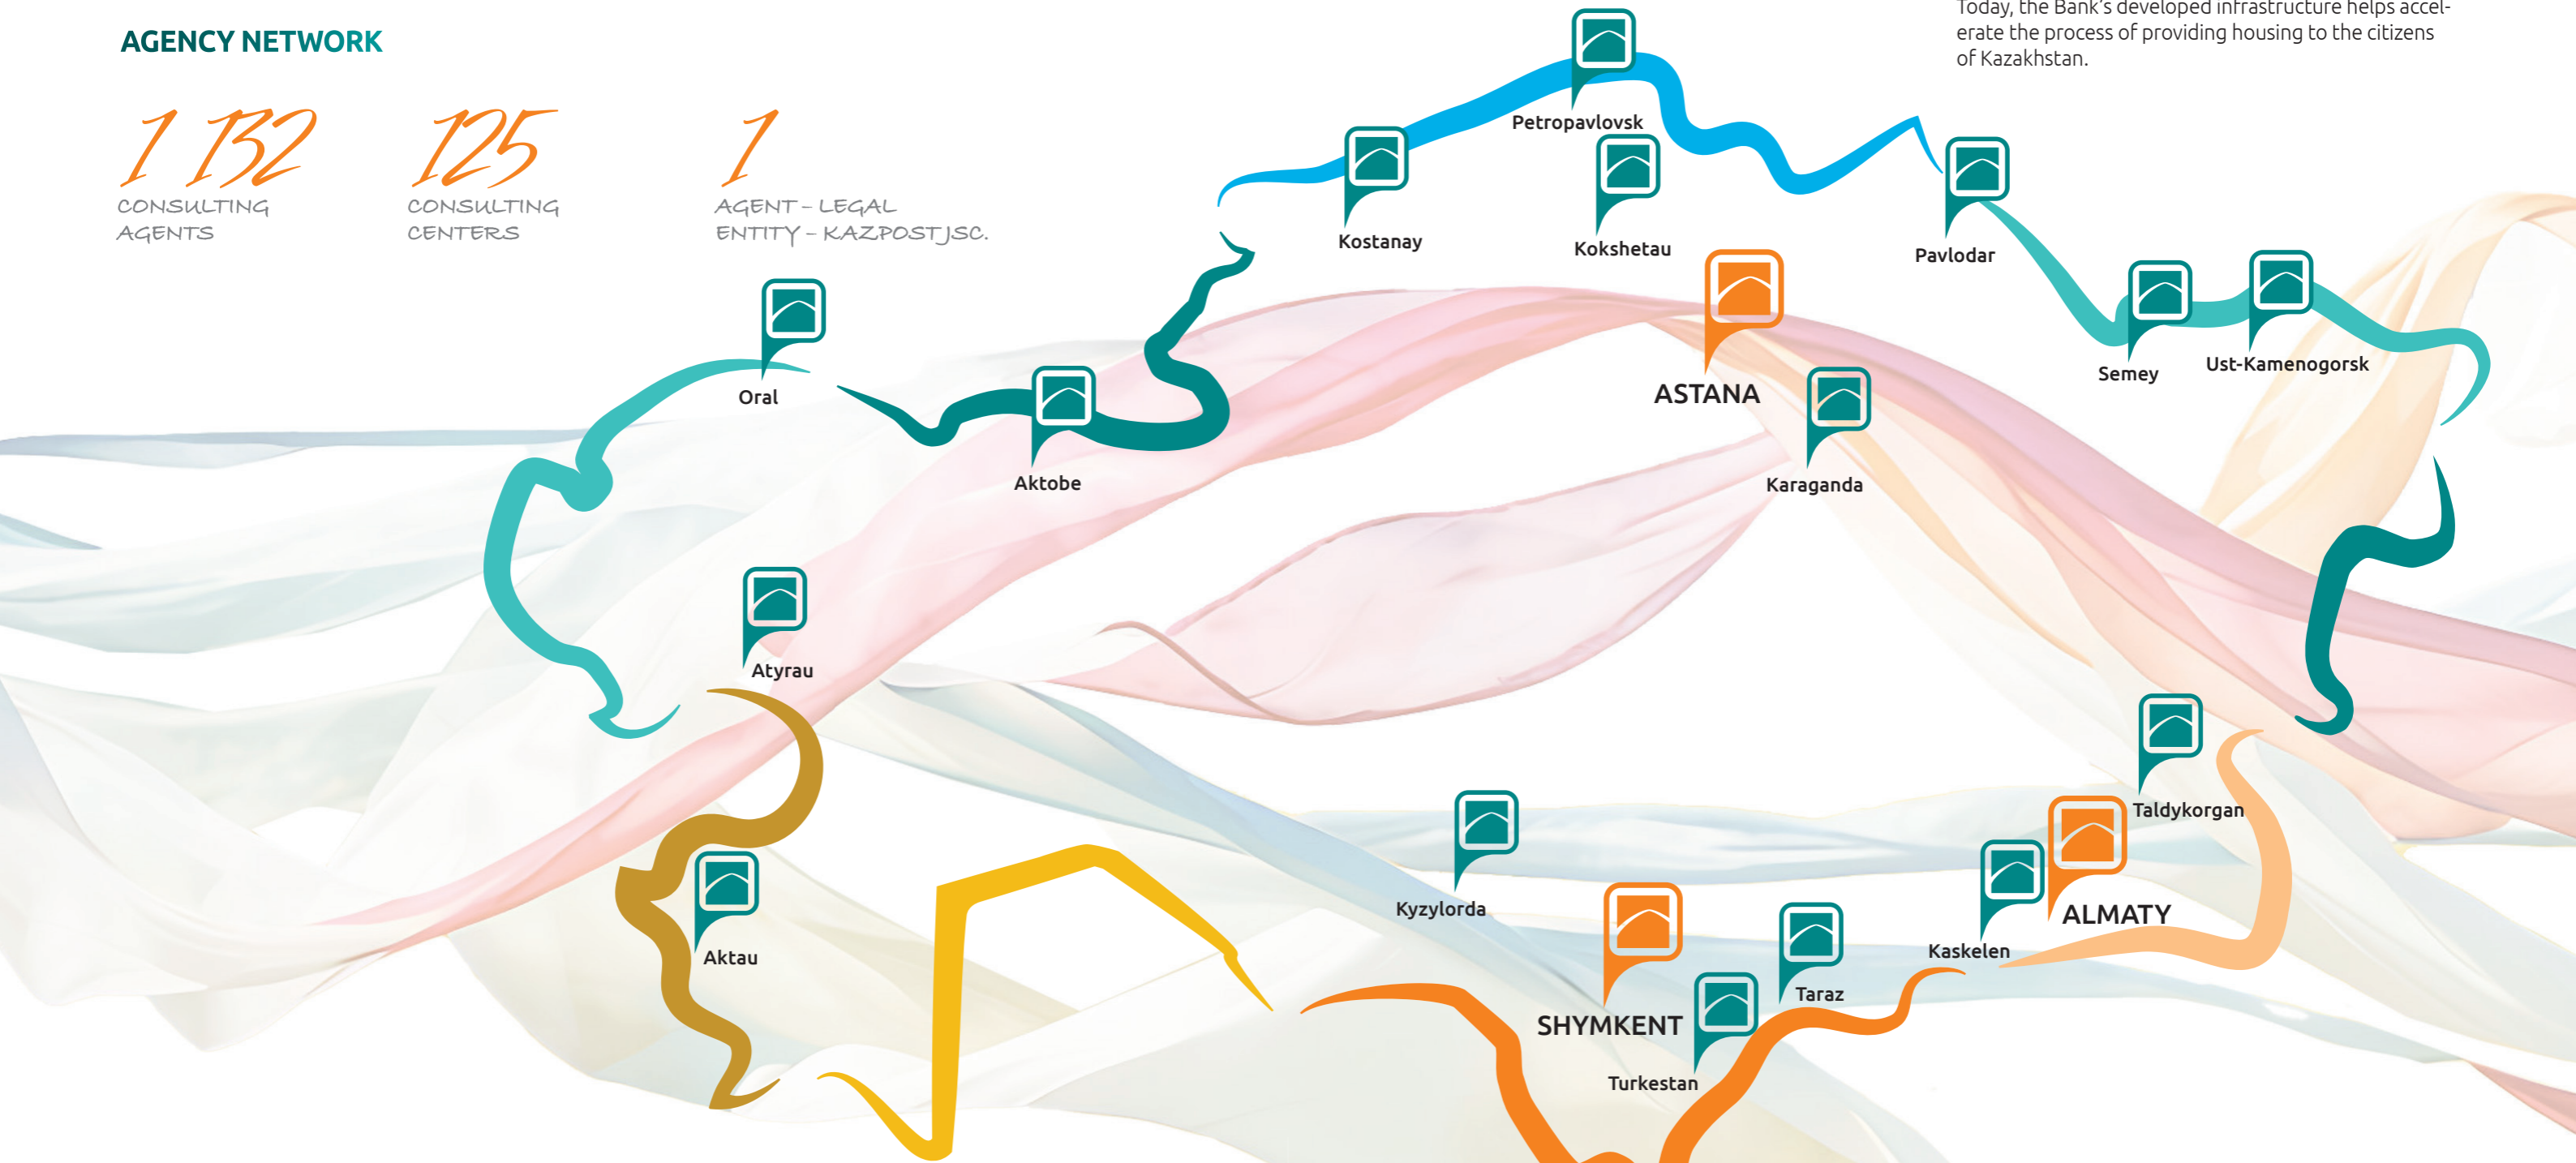 Today, the Bank's developed infrastructure helps accel-
erate the process of providing housing to the citizens
of Kazakhstan.
AGENCY NETWORK
1 132
CONSULTING
AGENTS
125
CONSULTING
CENTERS
1
AGENT – LEGAL
ENTITY – KAZPOST JSC.
Petropavlovsk
Kostanay
Kokshetau
Pavlodar
Semey
Ust-Kamenogorsk
Oral
ASTANA
Aktobe
Karaganda
Atyrau
Taldykorgan
Kyzylorda
ALMATY
Kaskelen
Aktau
Taraz
SHYMKENT
Turkestan